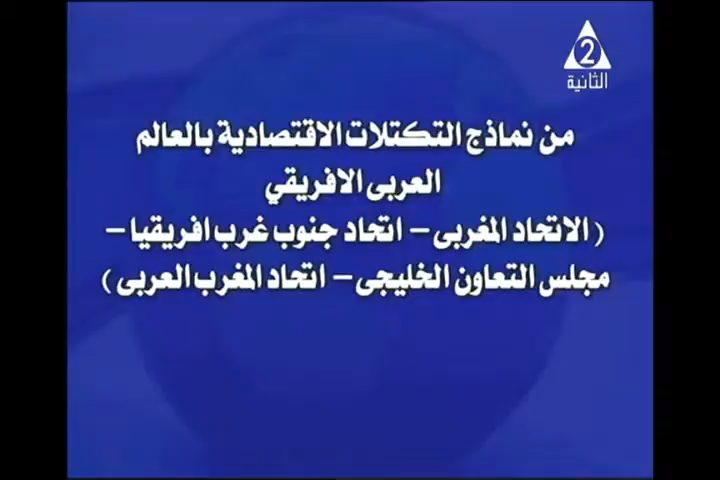 2
الثانية
من نماذج التكتلات الاقتصادية بالعالم
العربى الافريقي
( الاتحاد المغربى - اتحاد جنوب غرب افريقيا -
مجلس التعاون الخليجى - اتحاد المغرب العربى )